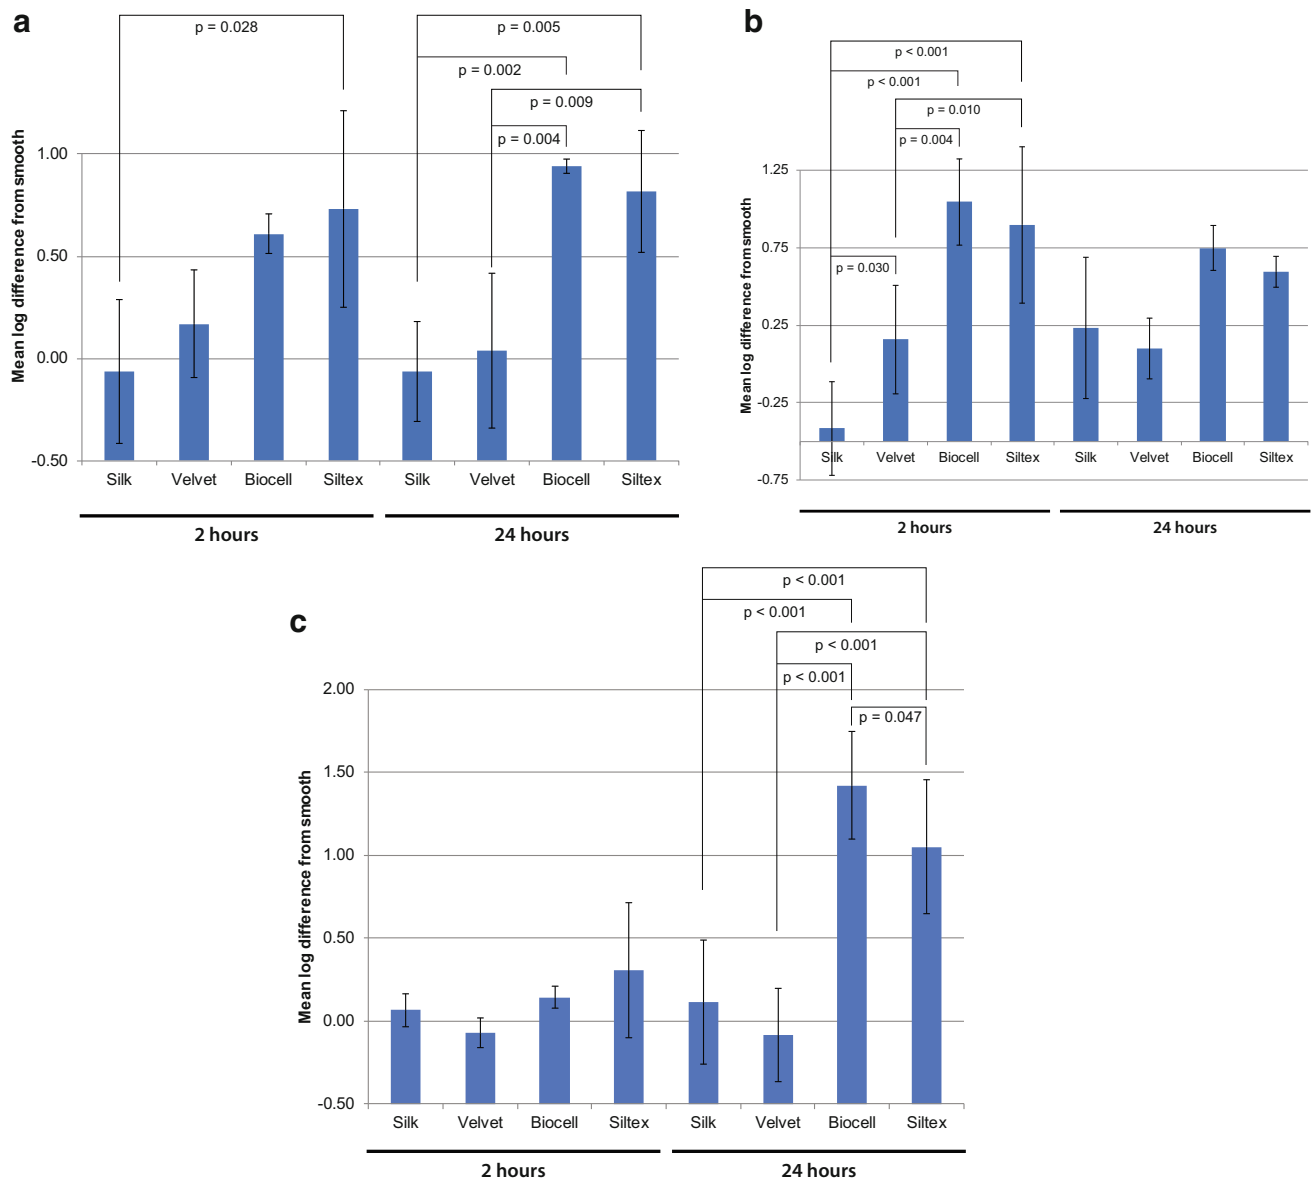 a
p = 0.028
p = 0.005
p = 0.002
p = 0.009
p = 0.004
Mean log difference from smooth
1.00
0.50
0.00
-0.50
Silk Velvet Biocell Siltex Silk Velvet Biocell Siltex
2 hours 24 hours
b
p < 0.001
p < 0.001
p = 0.010
p = 0.004
p = 0.030
Mean log difference from smooth
1.25
0.75
0.25
-0.25
-0.75
Silk Velvet Biocell Siltex Silk Velvet Biocell Siltex
2 hours 24 hours
c
p < 0.001
p < 0.001
p < 0.001
p < 0.001
p = 0.047
Mean log difference from smooth
2.00
1.50
1.00
0.50
0.00
-0.50
Silk Velvet Biocell Siltex Silk Velvet Biocell Siltex
2 hours 24 hours